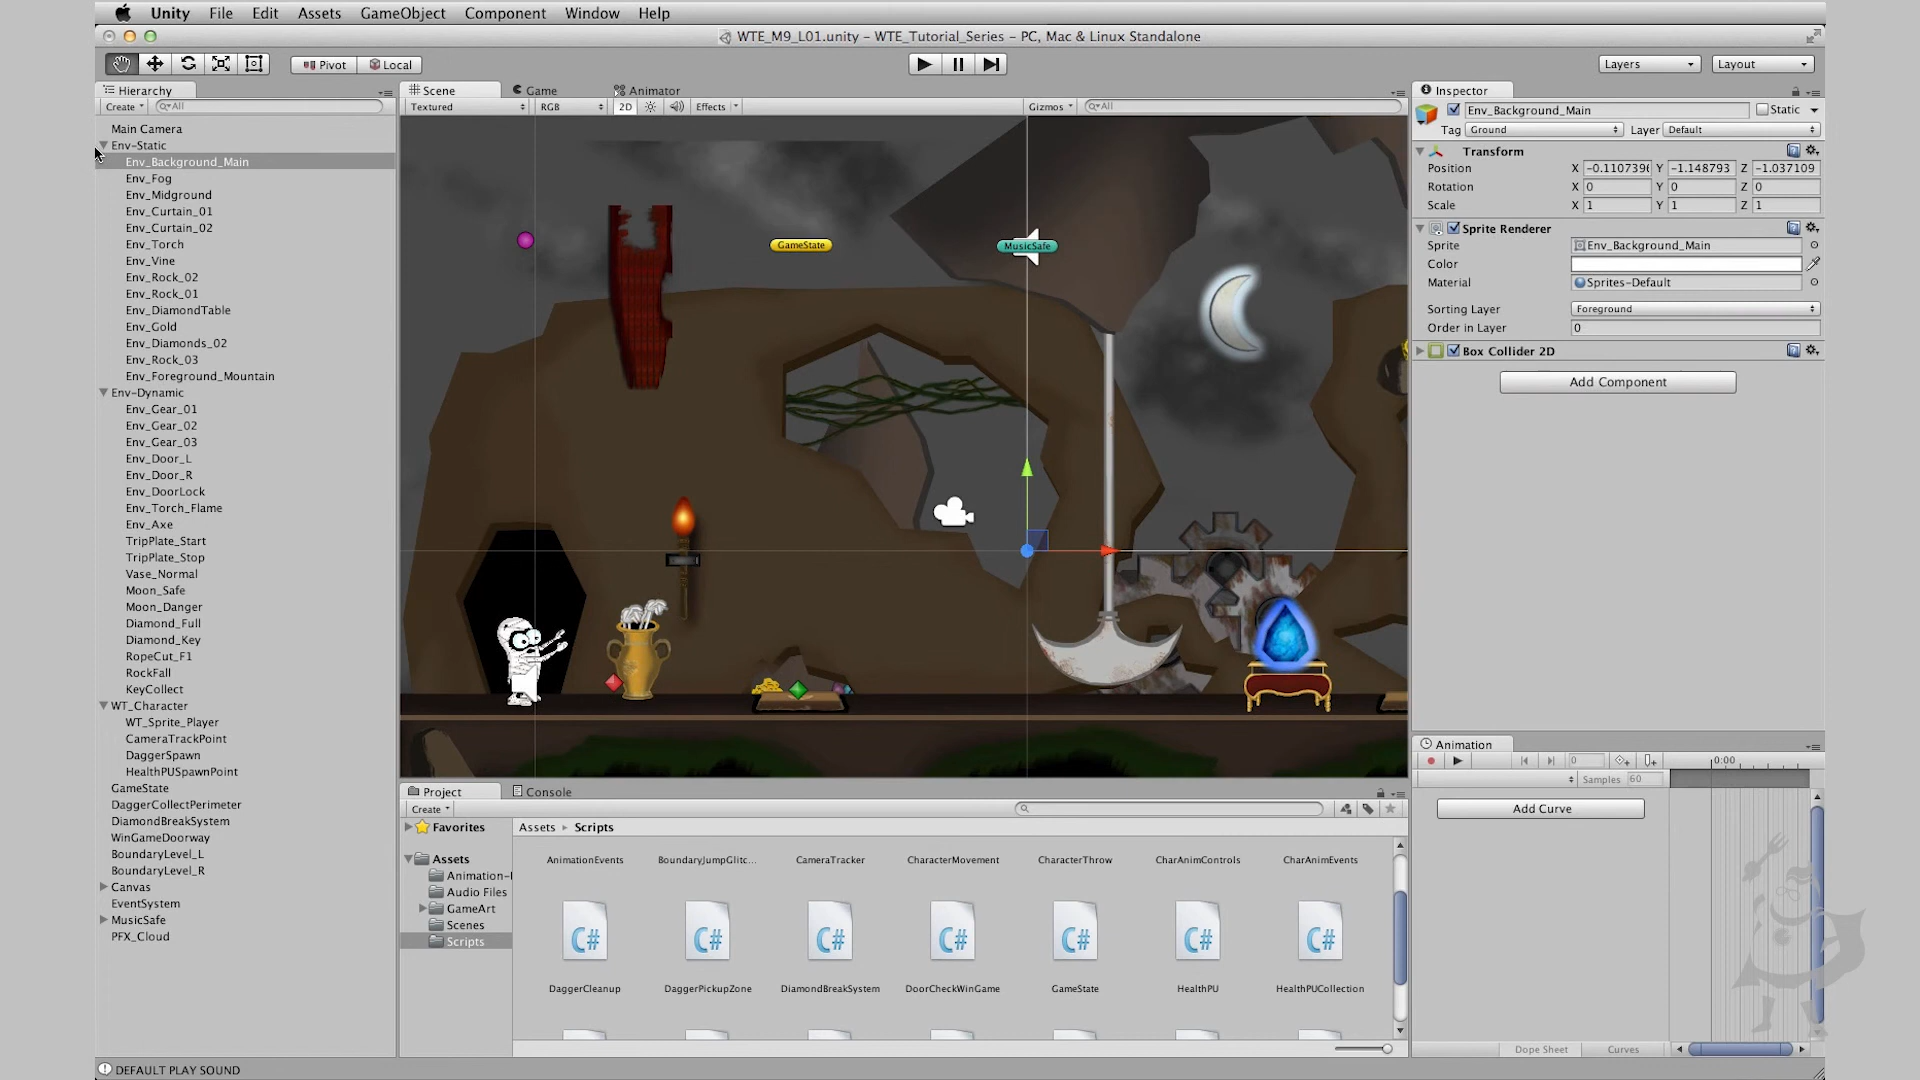 Unity File Edit Assets GameObject Component Window Help
WTE_M9_L01.unity – WTE_Tutorial_Series – PC, Mac & Linux Standalone
Pivot Local Layers Layout
Hierarchy
Create All
Main Camera
Env-Static
Env_Background_Main
Env_Fog
Env_Midground
Env_Curtain_01
Env_Curtain_02
Env_Torch
Env_Vine
Env_Rock_02
Env_Rock_01
Env_DiamondTable
Env_Gold
Env_Diamonds_02
Env_Rock_03
Env_Foreground_Mountain
Env-Dynamic
Env_Gear_01
Env_Gear_02
Env_Gear_03
Env_Door_L
Env_Door_R
Env_DoorLock
Env_Torch_Flame
Env_Axe
TripPlate_Start
TripPlate_Stop
Vase_Normal
Moon_Safe
Moon_Danger
Diamond_Full
Diamond_Key
RopeCut_F1
RockFall
KeyCollect
WT_Character
WT_Sprite_Player
CameraTrackPoint
DaggerSpawn
HealthPUSpawnPoint
GameState
DaggerCollectPerimeter
DiamondBreakSystem
WinGameDoorway
BoundaryLevel_L
BoundaryLevel_R
Canvas
EventSystem
MusicSafe
PFX_Cloud
Scene Game Animator
Textured RGB 2D Effects Gizmos All
GameState MusicSafe
Inspector
Env_Background_Main Static
Tag Ground Layer Default
Transform
Position X -0.1107396 Y -1.148793 Z -1.037109
Rotation X 0 Y 0 Z 0
Scale X 1 Y 1 Z 1
Sprite Renderer
Sprite Env_Background_Main
Color
Material Sprites-Default
Sorting Layer Foreground
Order in Layer 0
Box Collider 2D
Add Component
Project Console
Create
Favorites
Assets
Animation-
Audio Files
GameArt
Scenes
Scripts
Assets Scripts
AnimationEvents BoundaryJumpGlitc... CameraTracker CharacterMovement CharacterThrow CharAnimControls CharAnimEvents
C# C# C# C# C# C# C#
DaggerCleanup DaggerPickupZone DiamondBreakSystem DoorCheckWinGame GameState HealthPU HealthPUCollection
Animation
0 0:00
Samples 60
Add Curve
Dope Sheet Curves
DEFAULT PLAY SOUND